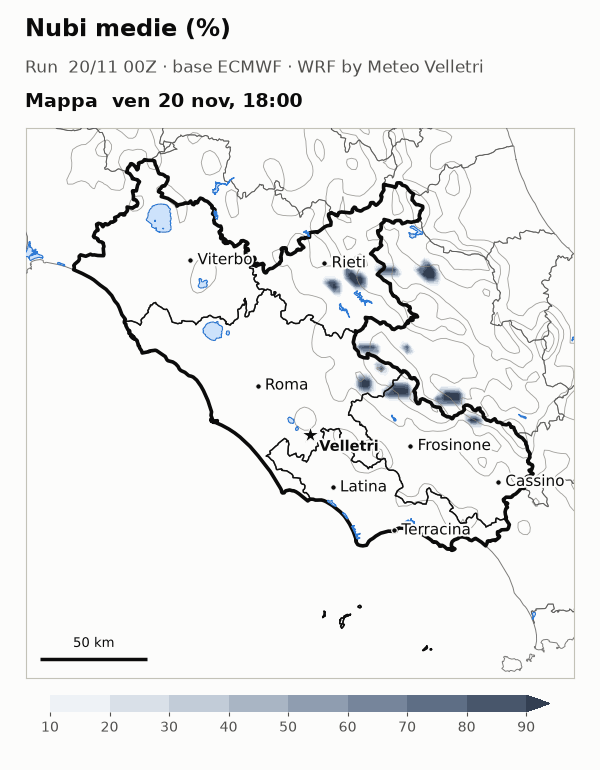 Nubi medie (%)
Run  20/11 00Z · base ECMWF · WRF by Meteo Velletri
Mappa  ven 20 nov, 18:00
Viterbo
Rieti
Roma
Velletri
Frosinone
Latina
Cassino
Terracina
50 km
10 20 30 40 50 60 70 80 90